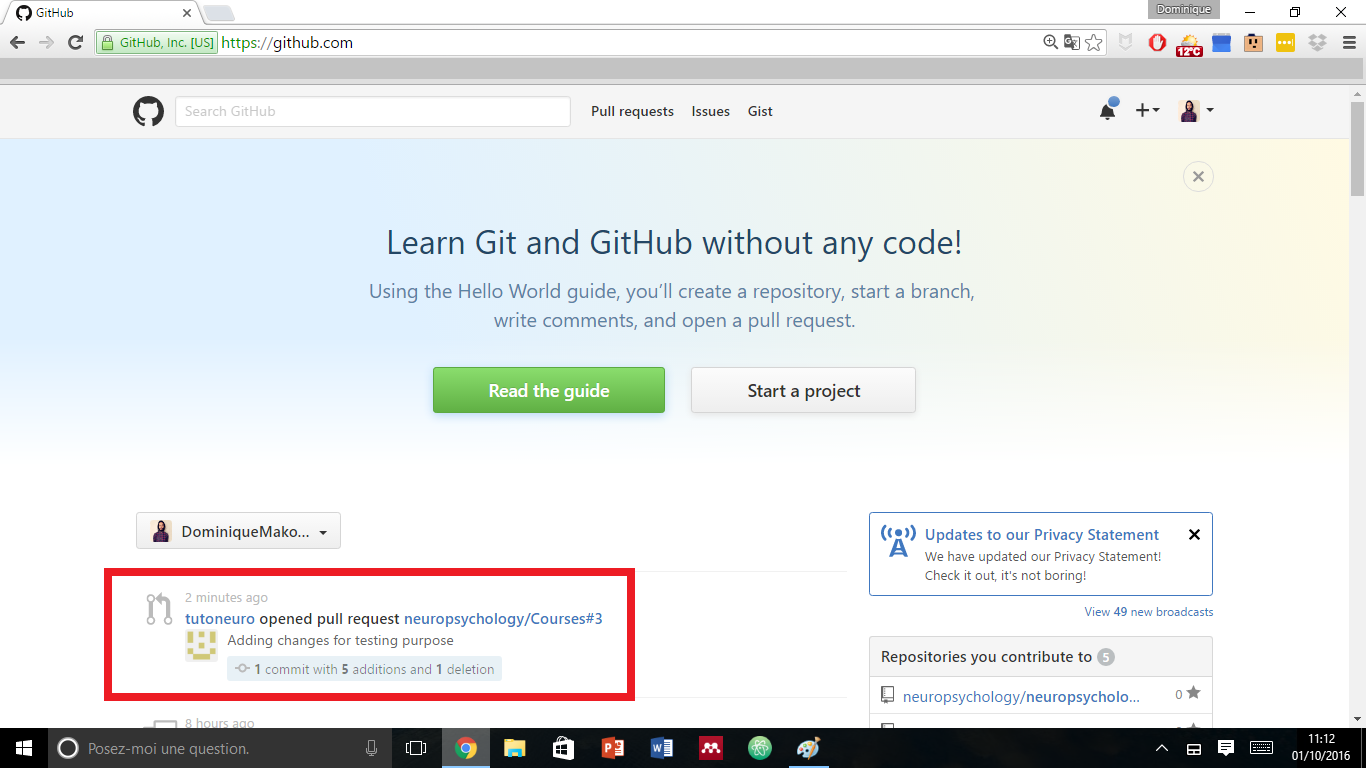 GitHub
Dominique
GitHub, Inc. [US] https://github.com
12°C
Search GitHub
Pull requests Issues Gist
Learn Git and GitHub without any code!
Using the Hello World guide, you’ll create a repository, start a branch,
write comments, and open a pull request.
Read the guide
Start a project
DominiqueMako...
2 minutes ago
tutoneuro opened pull request neuropsychology/Courses#3
Adding changes for testing purpose
1 commit with 5 additions and 1 deletion
8 hours ago
Updates to our Privacy Statement
We have updated our Privacy Statement!
Check it out, it's not boring!
View 49 new broadcasts
Repositories you contribute to 5
neuropsychology/neuropsycholo... 0
Posez-moi une question.
11:12
01/10/2016